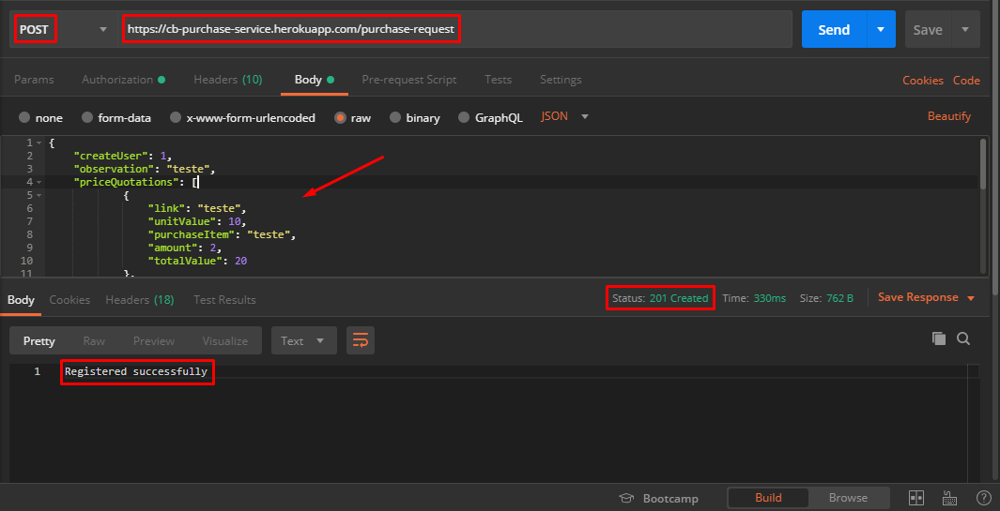 POST https://cb-purchase-service.herokuapp.com/purchase-request Send Save
Params Authorization Headers (10) Body Pre-request Script Tests Settings Cookies Code
none form-data x-www-form-urlencoded raw binary GraphQL JSON Beautify
1 {
2 "createUser": 1,
3 "observation": "teste",
4 "priceQuotations": [
5 {
6 "link": "teste",
7 "unitValue": 10,
8 "purchaseItem": "teste",
9 "amount": 2,
10 "totalValue": 20
11 },
Body Cookies Headers (18) Test Results Status: 201 Created Time: 330ms Size: 762 B Save Response
Pretty Raw Preview Visualize Text
1 Registered successfully
Bootcamp Build Browse